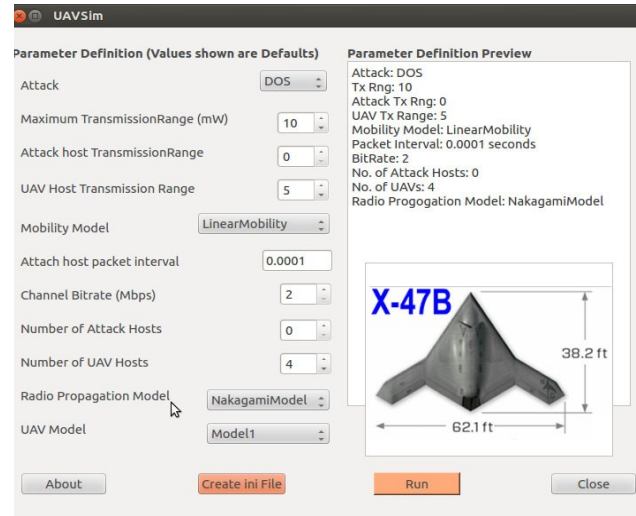 UAVSim
Parameter Definition (Values shown are Defaults)
Attack
DOS
Maximum TransmissionRange (mW)
10
Attack host TransmissionRange
0
UAV Host Transmission Range
5
Mobility Model
LinearMobility
Attach host packet interval
0.0001
Channel Bitrate (Mbps)
2
Number of Attack Hosts
0
Number of UAV Hosts
4
Radio Propagation Model
NakagamiModel
UAV Model
Model1
Parameter Definition Preview
Attack: DOS
Tx Rng: 10
Attack Tx Rng: 0
UAV Tx Range: 5
Mobility Model: LinearMobility
Packet Interval: 0.0001 seconds
BitRate: 2
No. of Attack Hosts: 0
No. of UAVs: 4
Radio Progogation Model: NakagamiModel
X-47B
38.2 ft
62.1 ft
About
Create ini File
Run
Close